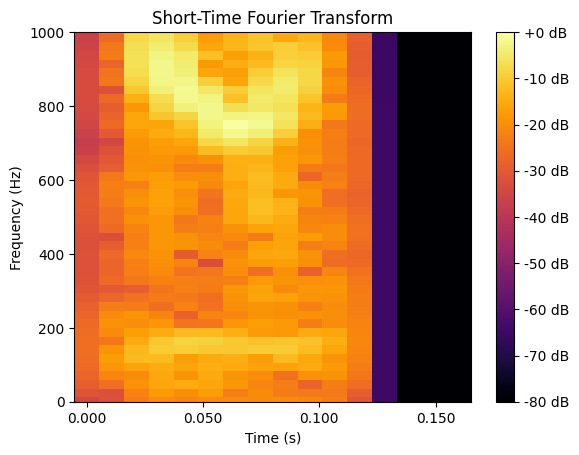 Short-Time Fourier Transform
1000
800
600
400
200
0
Frequency (Hz)
0.000
0.050
0.100
0.150
Time (s)
+0 dB
-10 dB
-20 dB
-30 dB
-40 dB
-50 dB
-60 dB
-70 dB
-80 dB